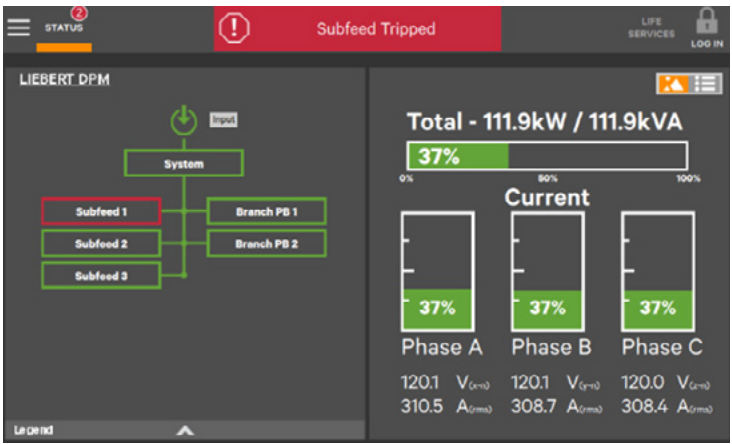 2
STATUS
Subfeed Tripped
LIFE
SERVICES
LOG IN
LIEBERT DPM
Input
System
Subfeed 1
Branch PB 1
Subfeed 2
Branch PB 2
Subfeed 3
Legend
Total - 111.9kW / 111.9kVA
37%
0% 50% 100%
Current
37% 37% 37%
Phase A Phase B Phase C
120.1 V(x-n) 120.1 V(y-n) 120.0 V(z-n)
310.5 A(rms) 308.7 A(rms) 308.4 A(rms)